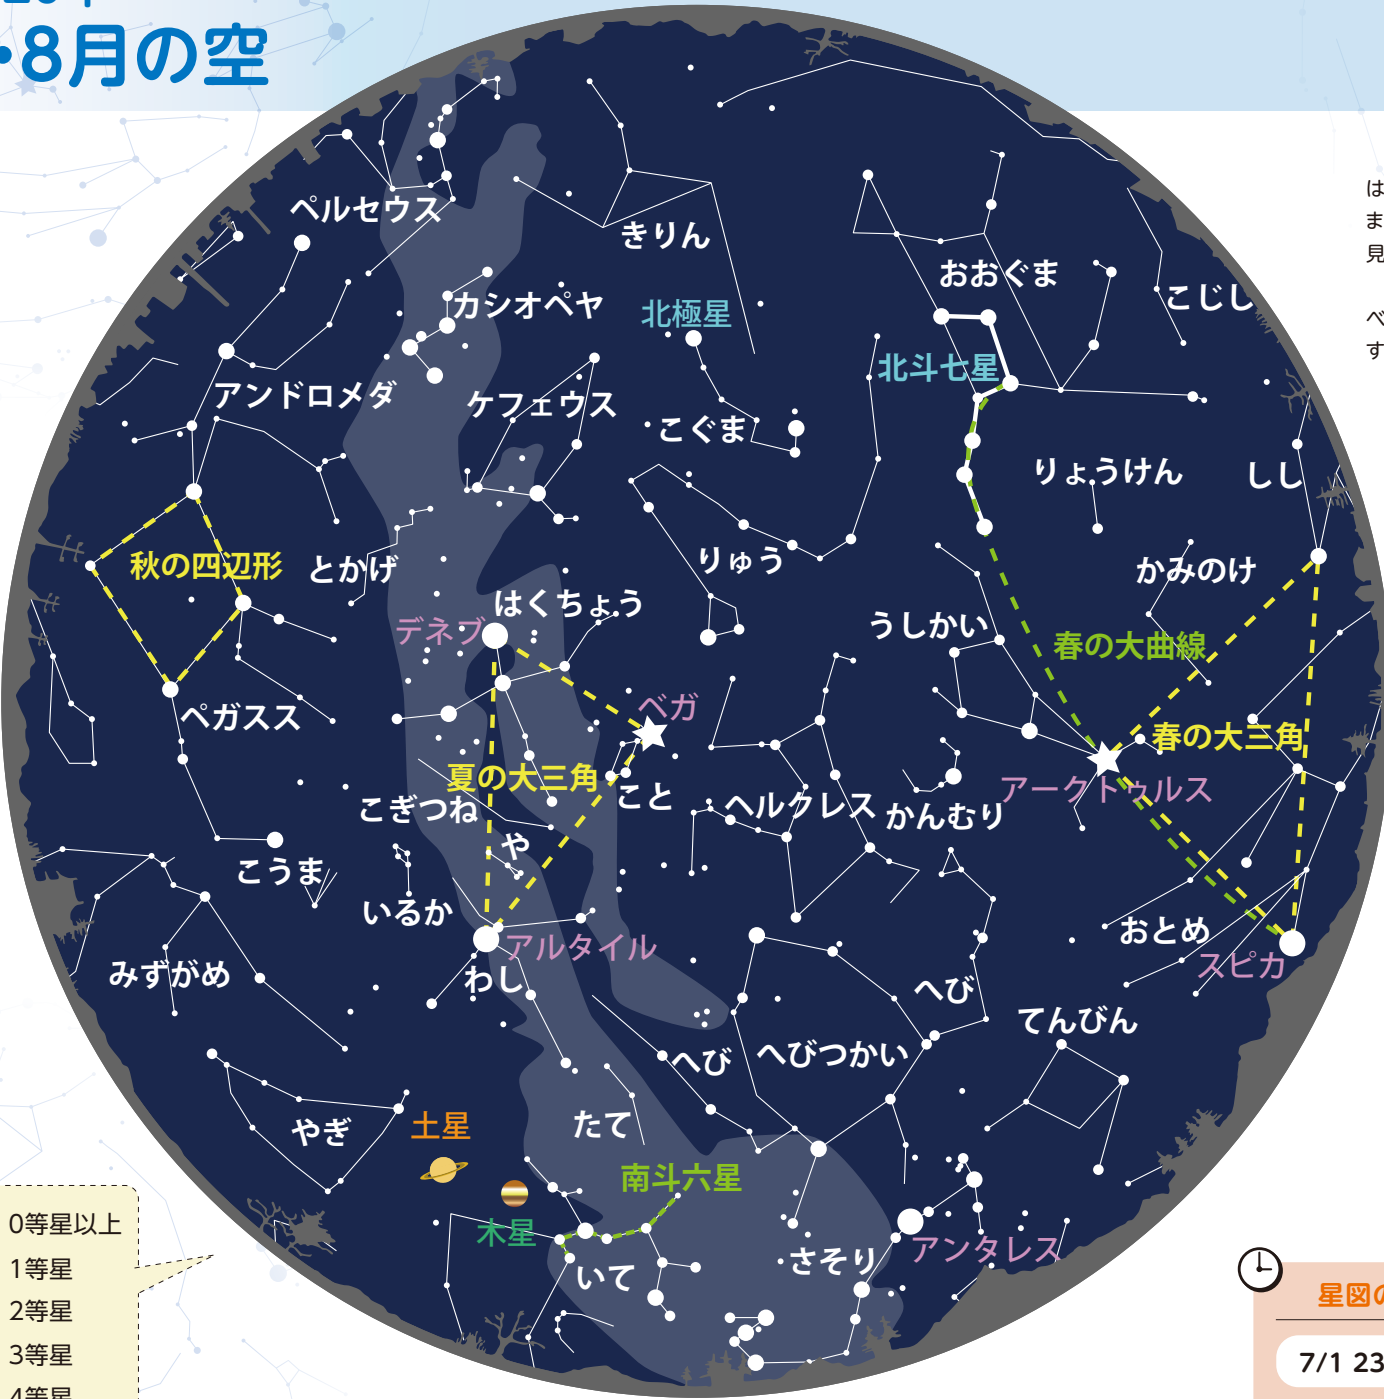 ・8月の空
は
ま
見
べ
す
ペルセウス
きりん
カシオペヤ
北極星
おおぐま
こじし
北斗七星
アンドロメダ
ケフェウス
こぐま
りょうけん
しし
秋の四辺形
とかげ
りゅう
かみのけ
はくちょう
デネブ
うしかい
春の大曲線
ペガスス
ベガ
春の大三角
夏の大三角
こと
アークトゥルス
こぎつね
ヘルクレス
かんむり
や
こうま
いるか
おとめ
アルタイル
スピカ
みずがめ
わし
へび
てんびん
へび
へびつかい
やぎ
土星
たて
南斗六星
木星
いて
さそり
アンタレス
0等星以上
1等星
2等星
3等星
4等星
星図の
7/1 23